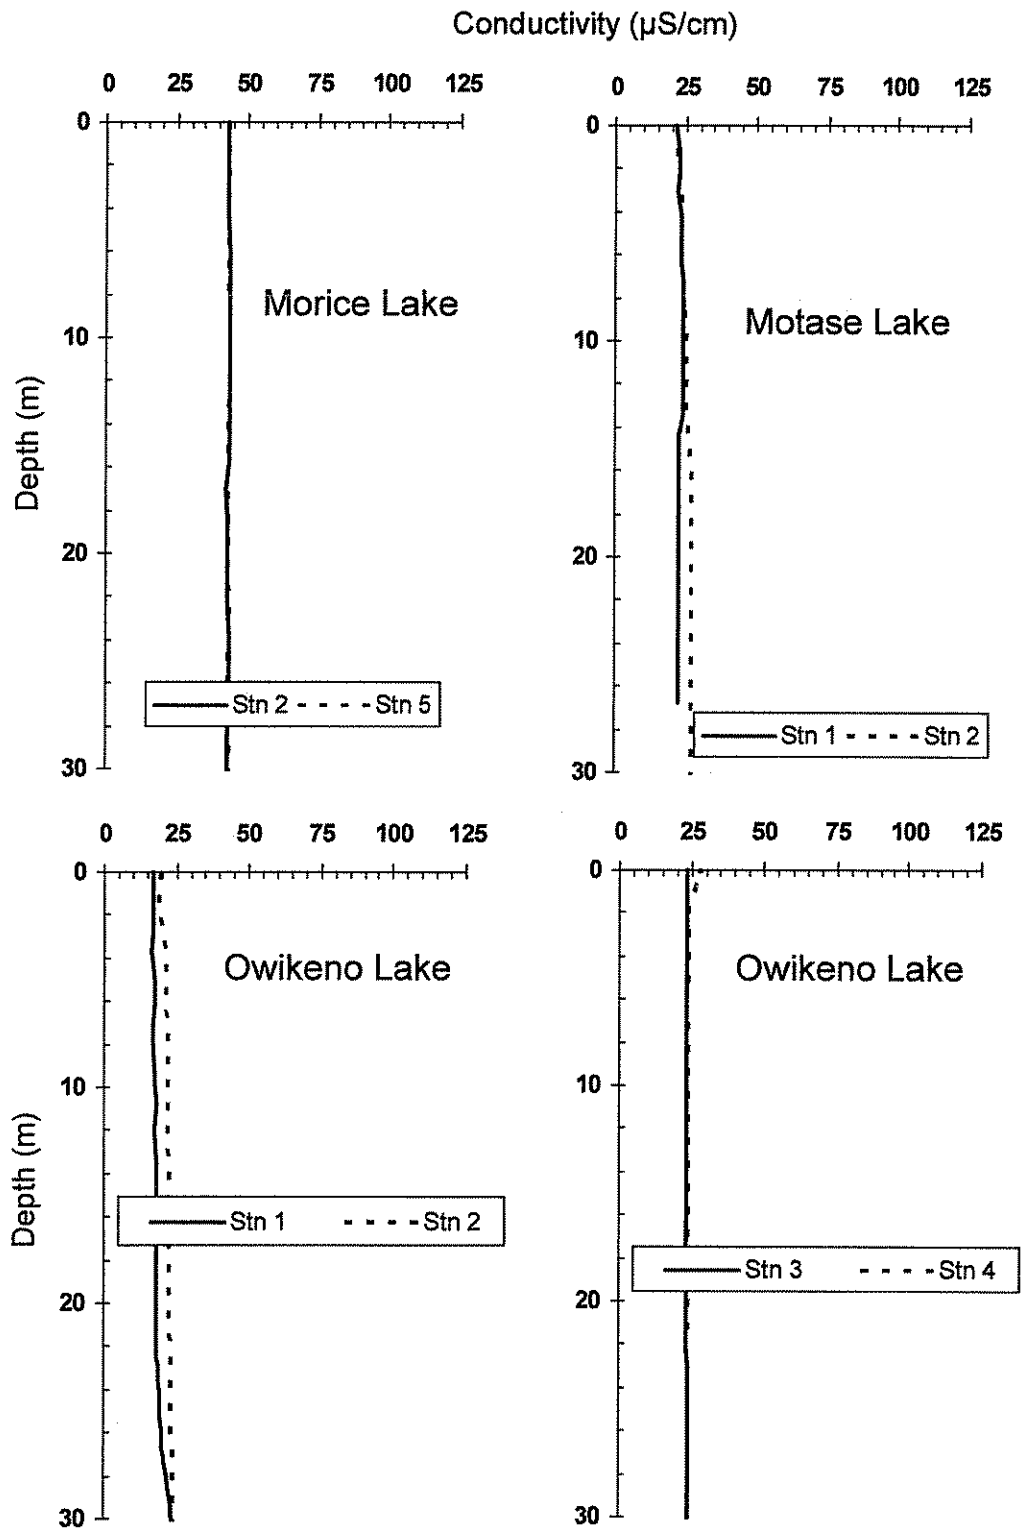 Conductivity (µS/cm)
0 25 50 75 100 125
0
10
20
30
Depth (m)
Morice Lake
Stn 2 Stn 5
0 25 50 75 100 125
0
10
20
30
Motase Lake
Stn 1 Stn 2
0 25 50 75 100 125
0
10
20
30
Depth (m)
Owikeno Lake
Stn 1 Stn 2
0 25 50 75 100 125
0
10
20
30
Owikeno Lake
Stn 3 Stn 4